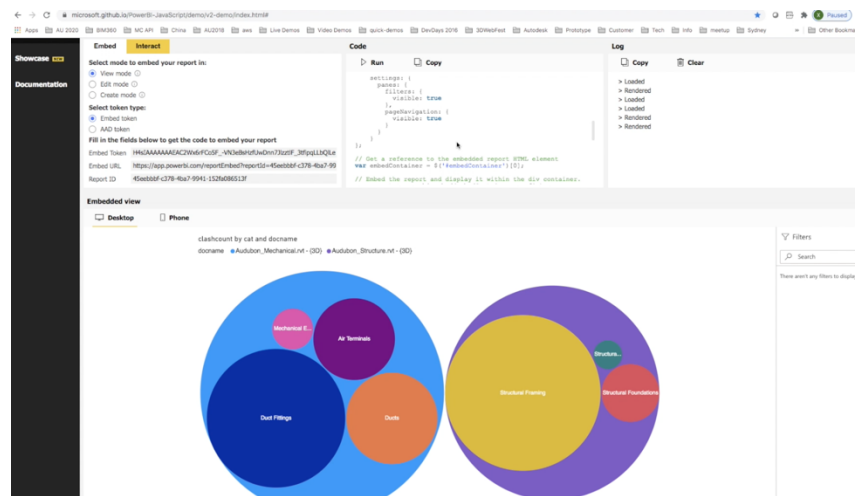 microsoft.github.io/PowerBI-JavaScript/demo/v2-demo/index.html#
Paused
Apps AU 2020 BIM360 MC API China AU2018 aws Live Demos Video Demos quick-demos DevDays 2016 3DWebFest Autodesk Prototype Customer Tech info meetup Sydney » Other Bookma
Showcase
Documentation
Embed Interact
Select mode to embed your report in:
View mode
Edit mode
Create mode
Select token type:
Embed token
AAD token
Fill in the fields below to get the code to embed your report
Embed Token
Embed URL https://app.powerbi.com/reportEmbed?reportId=45eebbbf-c378-4ba7-99
Report ID 45eebbbf-c378-4ba7-9941-152fa086513f
Code
Run Copy
settings: {
panes: {
filters: {
visible: true
},
pageNavigation: {
visible: true
}
}
}
};
// Get a reference to the embedded report HTML element
var embedContainer = $('#embedContainer')[0];
// Embed the report and display it within the div container.
Log
Copy Clear
> Loaded
> Rendered
> Loaded
> Loaded
> Rendered
> Rendered
Embedded view
Desktop Phone
clashcount by cat and docname
docname Audubon_Mechanical.rvt - {3D} Audubon_Structure.rvt - {3D}
Mechanical E...
Air Terminals
Duct Fittings
Ducts
Structural Framing
Structure...
Structural Foundations
Filters
Search
There aren't any filters to display